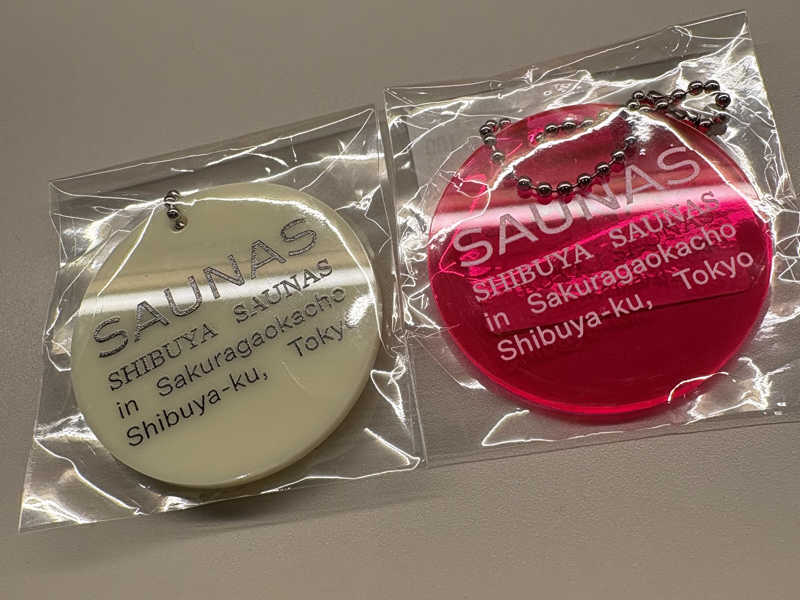 SAUNAS
SHIBUYA SAUNAS
in Sakuragaokacho
Shibuya-ku, Tokyo
SAUNAS
SHIBUYA SAUNAS
in Sakuragaokacho
Shibuya-ku, Tokyo